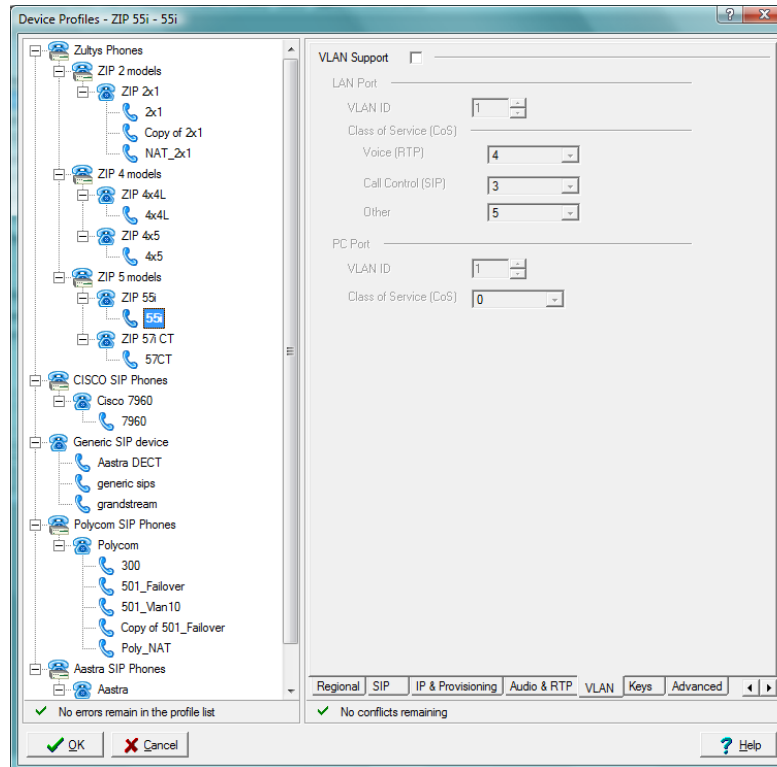 Device Profiles - ZIP 55i - 55i
Zultys Phones
ZIP 2 models
ZIP 2x1
2x1
Copy of 2x1
NAT_2x1
ZIP 4 models
ZIP 4x4L
4x4L
ZIP 4x5
4x5
ZIP 5 models
ZIP 55i
55i
ZIP 57i CT
57CT
CISCO SIP Phones
Cisco 7960
7960
Generic SIP device
Aastra DECT
generic sips
grandstream
Polycom SIP Phones
Polycom
300
501_Failover
501_Vlan10
Copy of 501_Failover
Poly_NAT
Aastra SIP Phones
Aastra
No errors remain in the profile list
VLAN Support
LAN Port
VLAN ID 1
Class of Service (CoS)
Voice (RTP) 4
Call Control (SIP) 3
Other 5
PC Port
VLAN ID 1
Class of Service (CoS) 0
Regional SIP IP & Provisioning Audio & RTP VLAN Keys Advanced
No conflicts remaining
OK Cancel ? Help